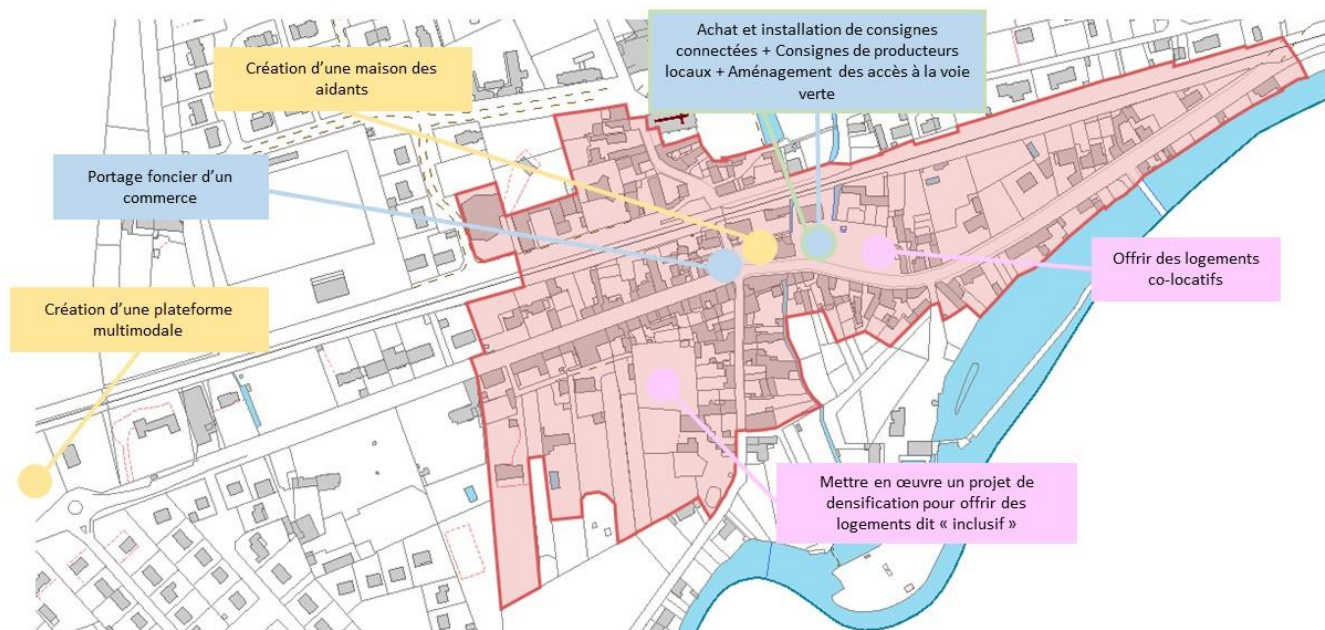 Achat et installation de consignes
connectées + Consignes de producteurs
locaux + Aménagement des accès à la voie
verte
Création d'une maison des
aidants
Portage foncier d'un
commerce
Offrir des logements
co-locatifs
Création d'une plateforme
multimodale
Mettre en œuvre un projet de
densification pour offrir des
logements dit « inclusif »